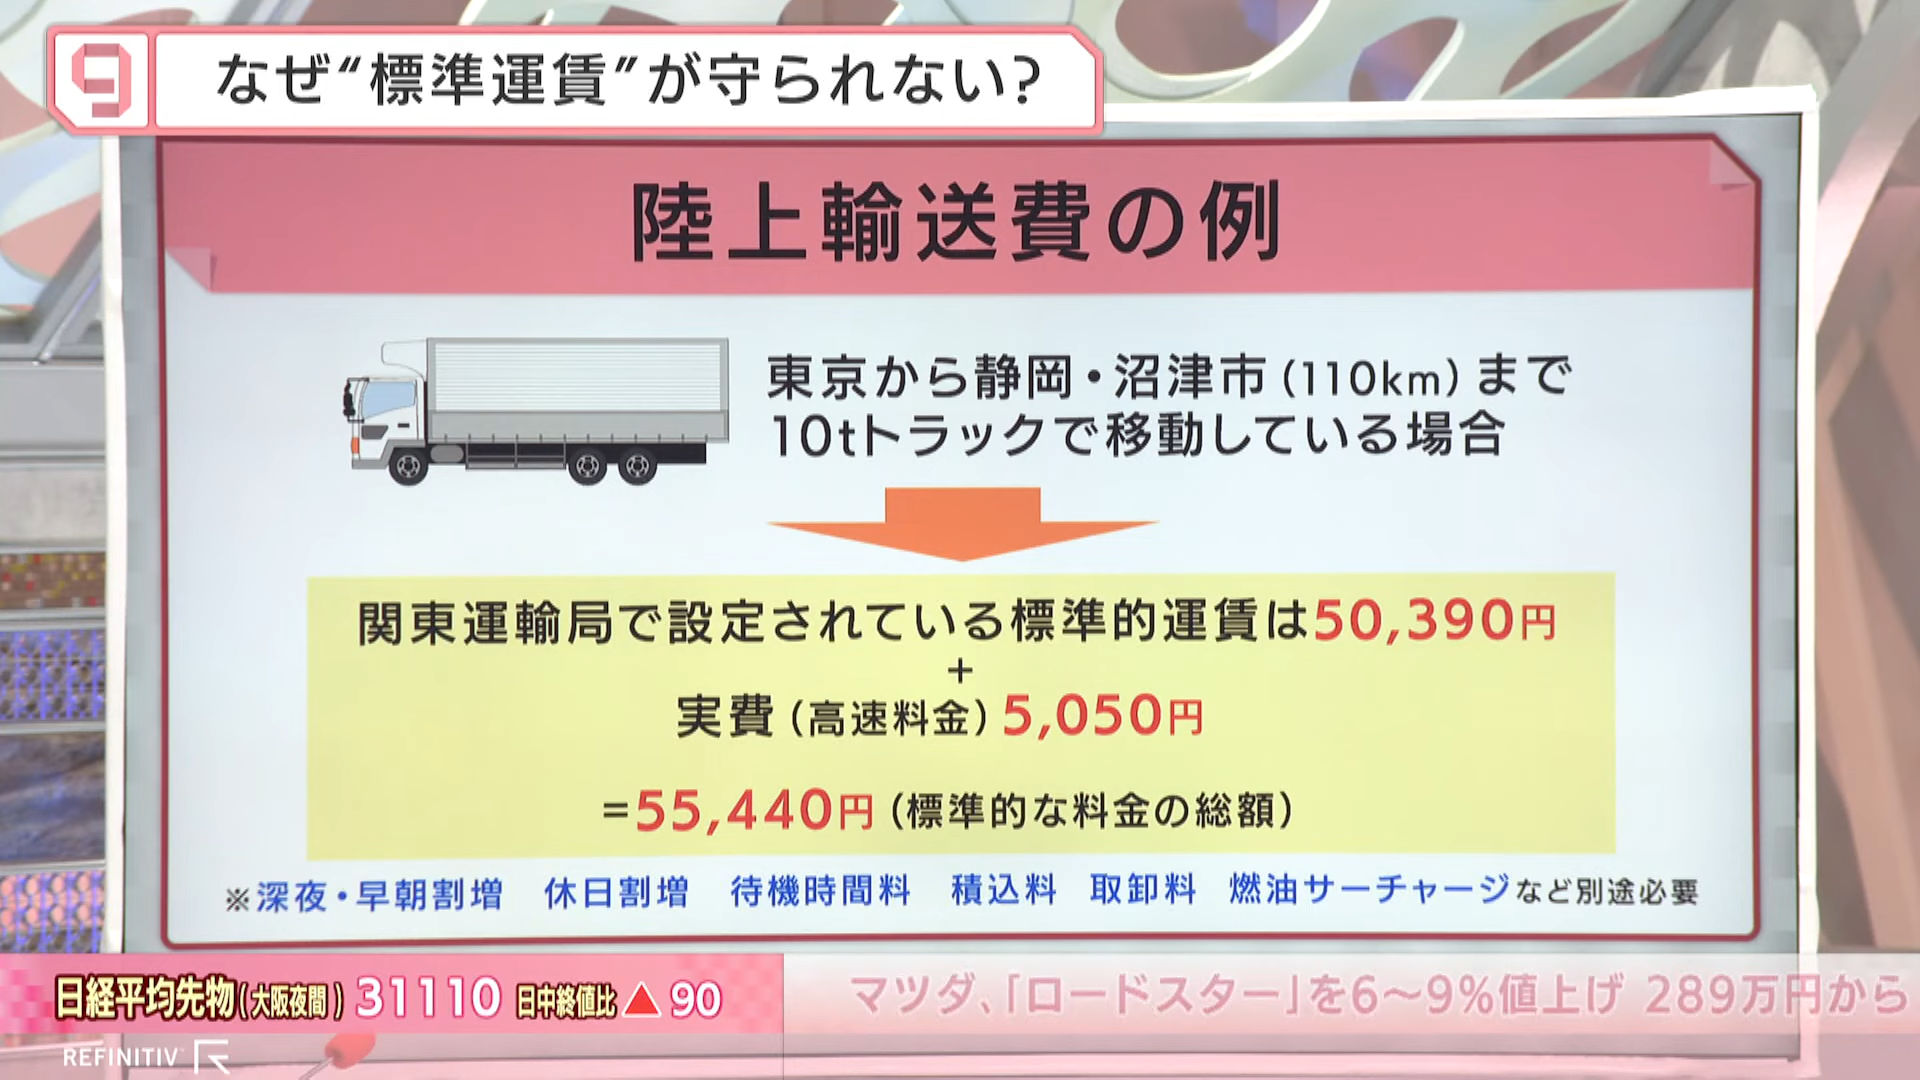 9
なぜ“標準運賃”が守られない?
陸上輸送費の例
東京から静岡・沼津市(110km)まで
10tトラックで移動している場合
関東運輸局で設定されている標準的運賃は50,390円
+
実費(高速料金)5,050円
=55,440円(標準的な料金の総額)
※深夜・早朝割増 休日割増 待機時間料 積込料 取卸料 燃油サーチャージなど別途必要
日経平均先物(大阪夜間) 31110 日中終値比▲90
マツダ、「ロードスター」を6〜9%値上げ 289万円から
REFINITIV